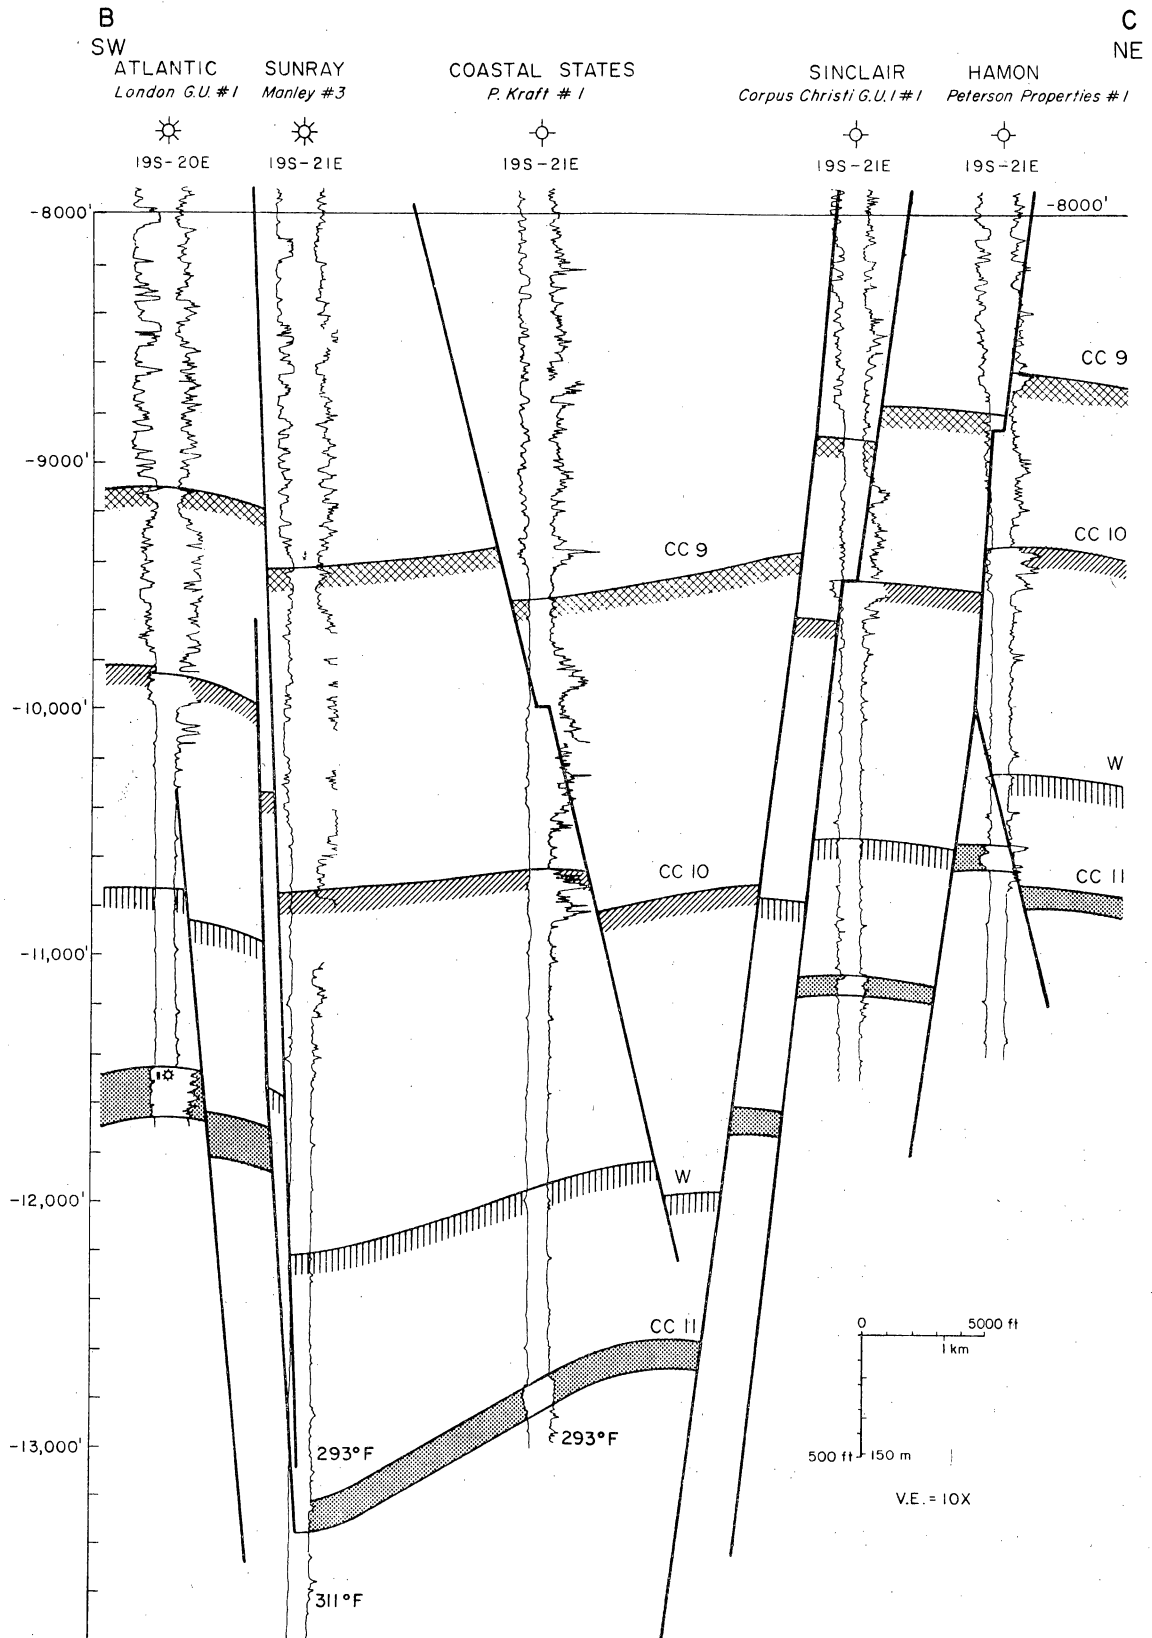 B
C
SW
NE
ATLANTIC
London G.U. #1
SUNRAY
Manley #3
COASTAL STATES
P. Kraft #1
SINCLAIR
Corpus Christi G.U. 1 #1
HAMON
Peterson Properties #1
19S-20E
19S-21E
19S-21E
19S-21E
19S-21E
-8000'
-8000'
CC 9
-9000'
CC 10
CC 9
-10,000'
W
CC 10
CC 11
-11,000'
W
-12,000'
CC 11
0 5000 ft
1 km
-13,000'
293°F
293°F
500 ft 150 m
V.E. = 10X
311°F